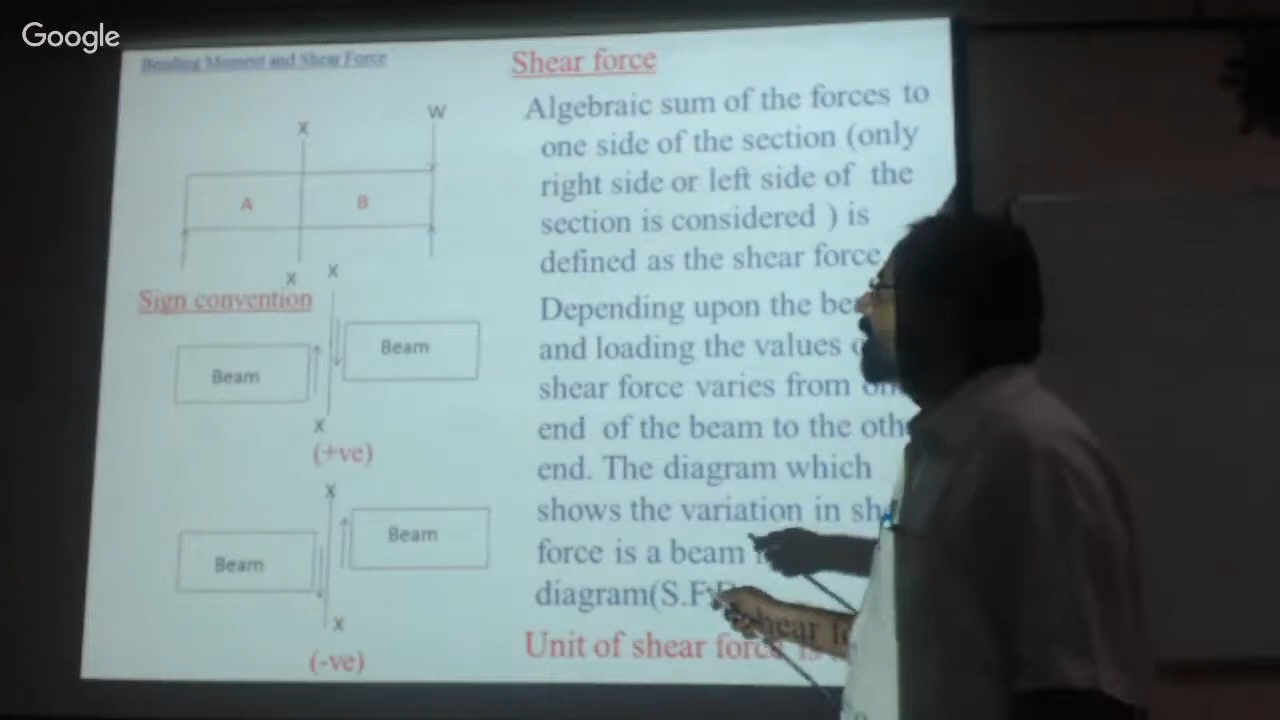 Google
Bending Moment and Shear Force
W
X
A
B
X
Sign convention
X
Beam
Beam
X
(+ve)
X
Beam
Beam
X
(-ve)
Shear force
Algebraic sum of the forces to
one side of the section (only
right side or left side of the
section is considered ) is
defined as the shear force
Depending upon the
and loading the values
shear force varies from
end of the beam to the
end. The diagram which
shows the variation in
force is a beam
diagram(S.F
shear
Unit of shear force is